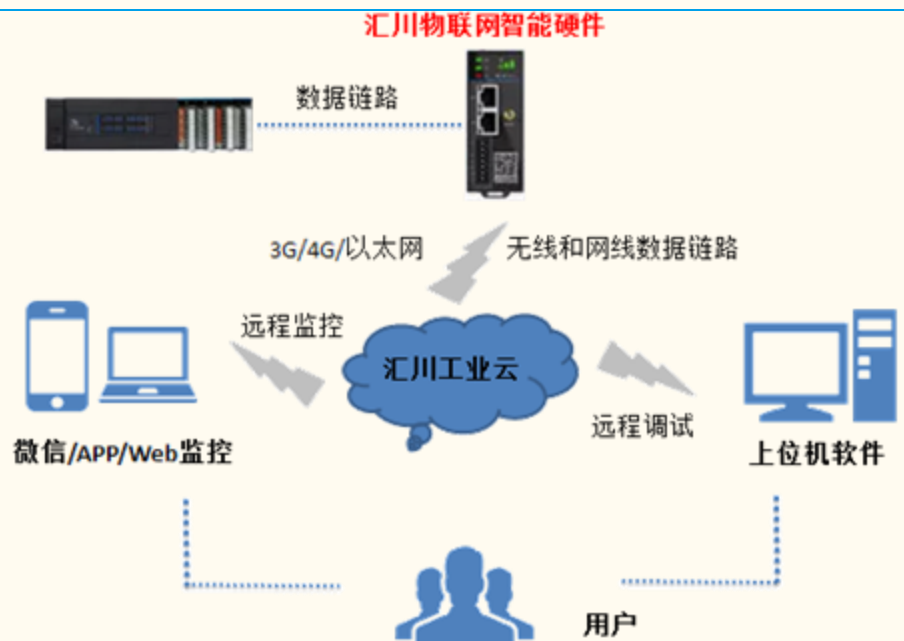 汇川物联网智能硬件
数据链路
3G/4G/以太网
无线和网线数据链路
远程监控
汇川工业云
远程调试
微信/APP/Web监控
上位机软件
用户